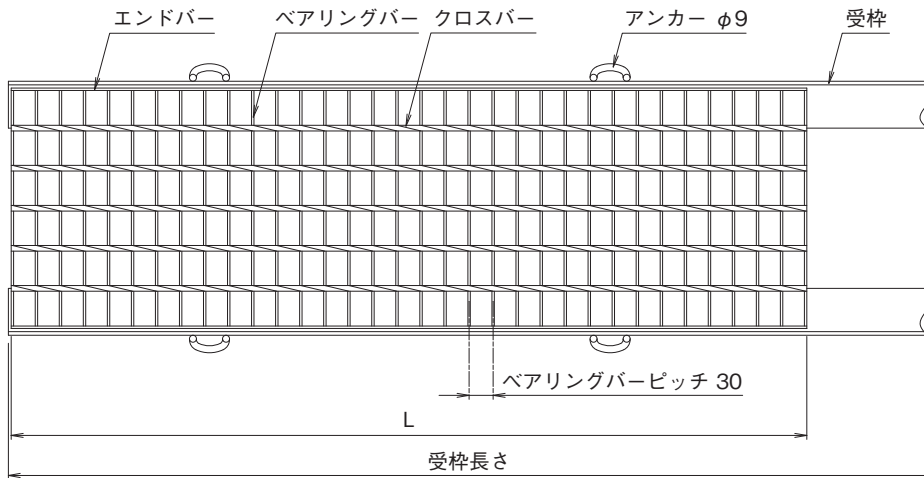 エンドバー
ベアリングバー
クロスバー
アンカー φ9
受枠
ベアリングバーピッチ 30
L
受枠長さ